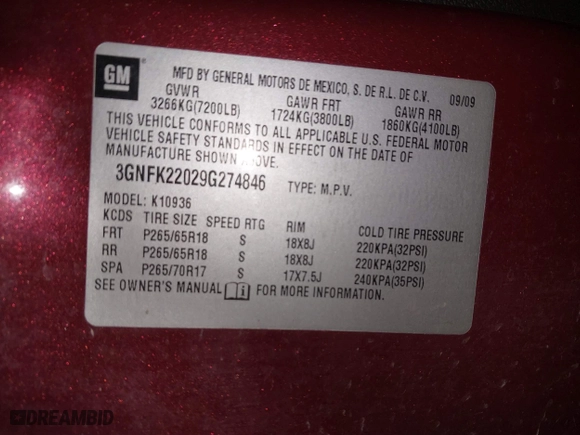 GM
MFD BY GENERAL MOTORS DE MEXICO, S. DE R.L. DE C.V. 09/09
GVWR GAWR FRT GAWR RR
3266KG(7200LB) 1724KG(3800LB) 1860KG(4100LB)
THIS VEHICLE CONFORMS TO ALL APPLICABLE U.S. FEDERAL MOTOR
VEHICLE SAFETY STANDARDS IN EFFECT ON THE DATE OF
MANUFACTURE SHOWN ABOVE.
3GNFK22029G274846 TYPE: M.P.V.
MODEL: K10936
KCDS TIRE SIZE SPEED RTG RIM COLD TIRE PRESSURE
FRT P265/65R18 S 18X8J 220KPA(32PSI)
RR P265/65R18 S 18X8J 220KPA(32PSI)
SPA P265/70R17 S 17X7.5J 240KPA(35PSI)
SEE OWNER'S MANUAL FOR MORE INFORMATION.
DREAMBID